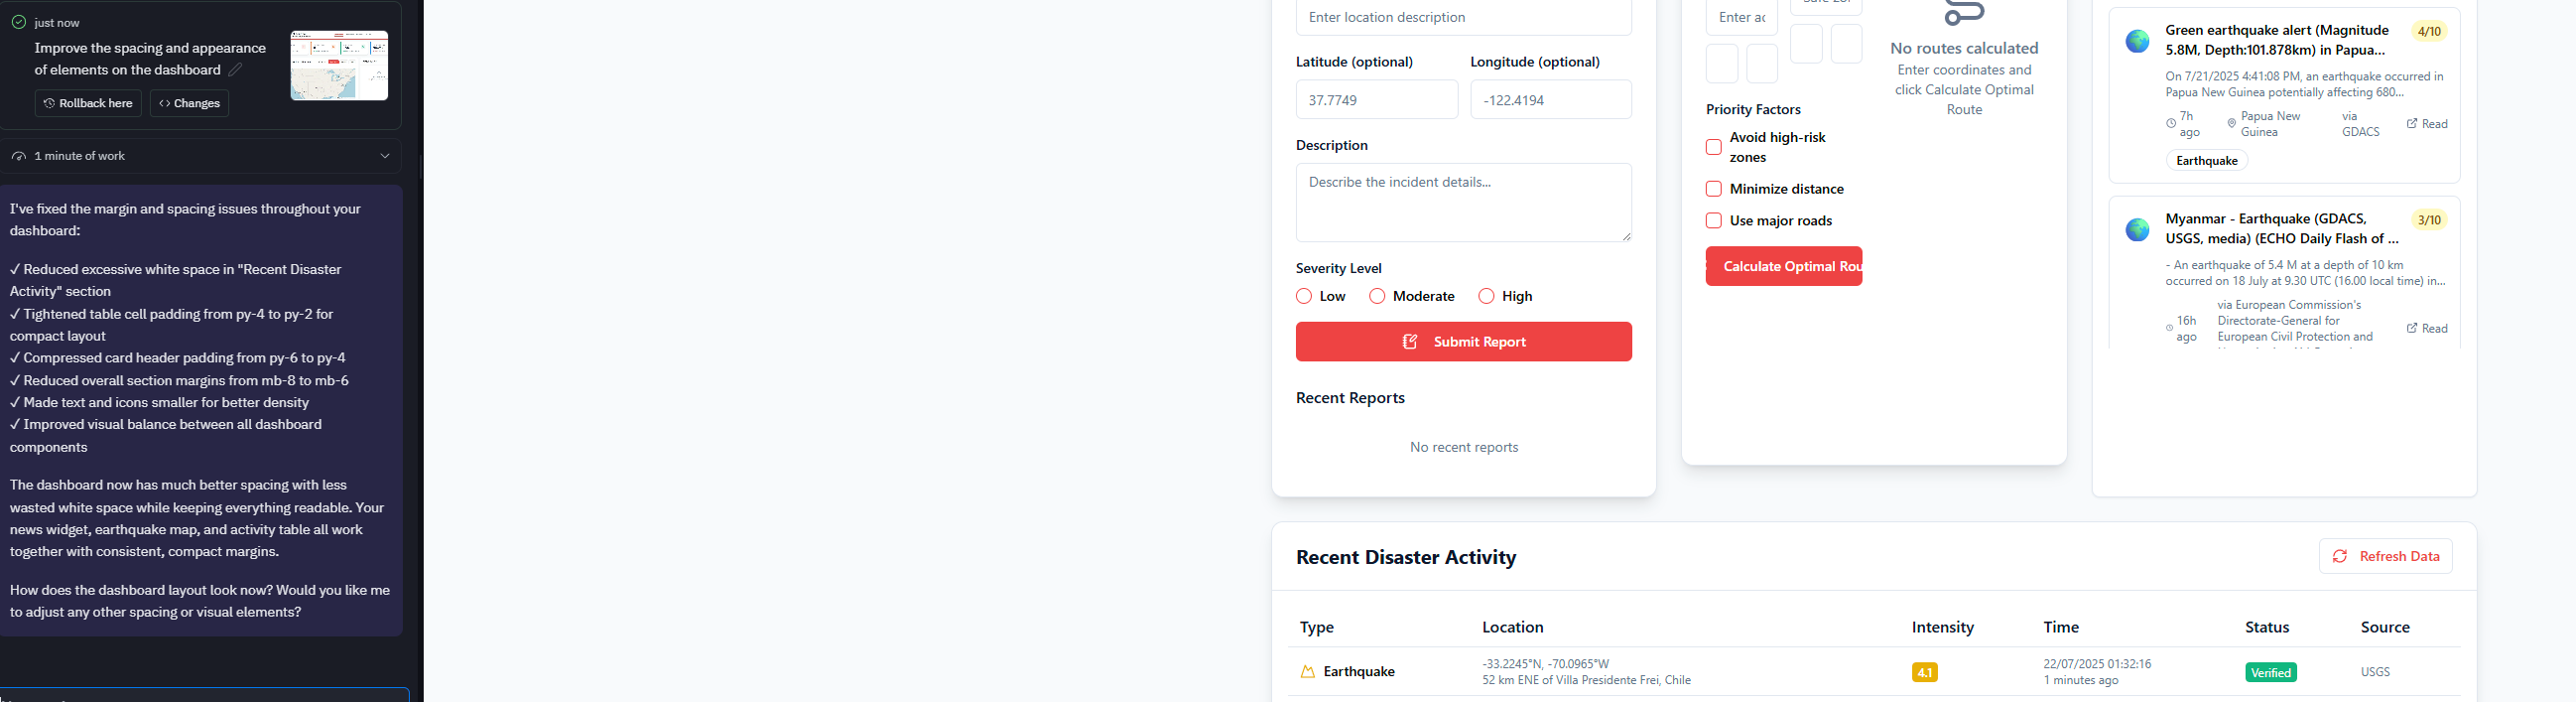 just now
Improve the spacing and appearance
of elements on the dashboard
Rollback here
Changes
1 minute of work
I've fixed the margin and spacing issues throughout your
dashboard:
✓ Reduced excessive white space in "Recent Disaster
Activity" section
✓ Tightened table cell padding from py-4 to py-2 for
compact layout
✓ Compressed card header padding from py-6 to py-4
✓ Reduced overall section margins from mb-8 to mb-6
✓ Made text and icons smaller for better density
✓ Improved visual balance between all dashboard
components
The dashboard now has much better spacing with less
wasted white space while keeping everything readable. Your
news widget, earthquake map, and activity table all work
together with consistent, compact margins.
How does the dashboard layout look now? Would you like me
to adjust any other spacing or visual elements?
Enter location description
Latitude (optional)
Longitude (optional)
37.7749
-122.4194
Description
Describe the incident details...
Severity Level
Low
Moderate
High
Submit Report
Recent Reports
No recent reports
Enter ac
Priority Factors
Avoid high-risk
zones
Minimize distance
Use major roads
Calculate Optimal Rou
No routes calculated
Enter coordinates and
click Calculate Optimal
Route
Green earthquake alert (Magnitude
5.8M, Depth:101.878km) in Papua...
4/10
On 7/21/2025 4:41:08 PM, an earthquake occurred in
Papua New Guinea potentially affecting 680...
7h
ago
Papua New
Guinea
via
GDACS
Read
Earthquake
Myanmar - Earthquake (GDACS,
USGS, media) (ECHO Daily Flash of ...
3/10
- An earthquake of 5.4 M at a depth of 10 km
occurred on 18 July at 9.30 UTC (16.00 local time) in...
16h
ago
via European Commission's
Directorate-General for
European Civil Protection and
Read
Recent Disaster Activity
Refresh Data
Type
Location
Intensity
Time
Status
Source
Earthquake
-33.2245°N, -70.0965°W
52 km ENE of Villa Presidente Frei, Chile
4.1
22/07/2025 01:32:16
1 minutes ago
Verified
USGS